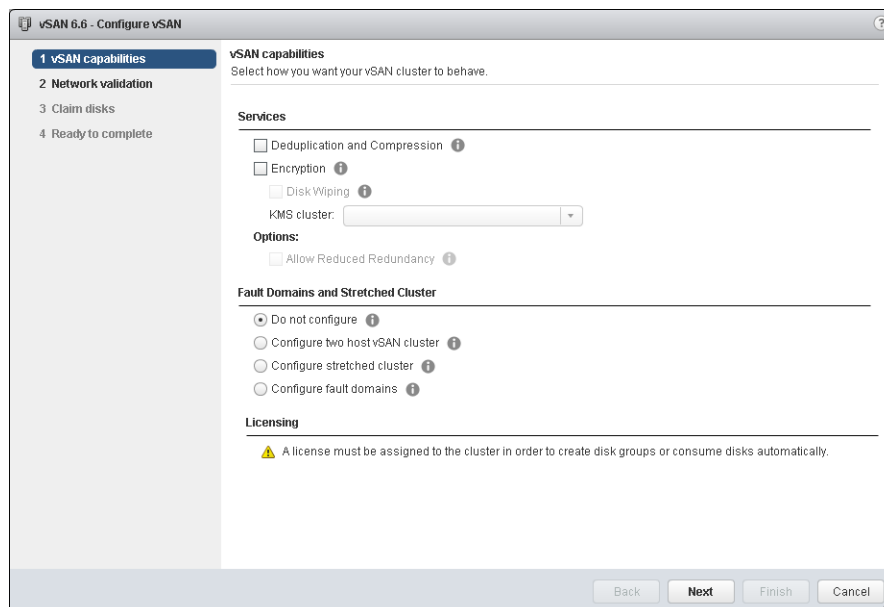 vSAN 6.6 - Configure vSAN
?
1 vSAN capabilities
2 Network validation
3 Claim disks
4 Ready to complete
vSAN capabilities
Select how you want your vSAN cluster to behave.
Services
Deduplication and Compression
Encryption
Disk Wiping
KMS cluster:
Options:
Allow Reduced Redundancy
Fault Domains and Stretched Cluster
Do not configure
Configure two host vSAN cluster
Configure stretched cluster
Configure fault domains
Licensing
A license must be assigned to the cluster in order to create disk groups or consume disks automatically.
Back Next Finish Cancel